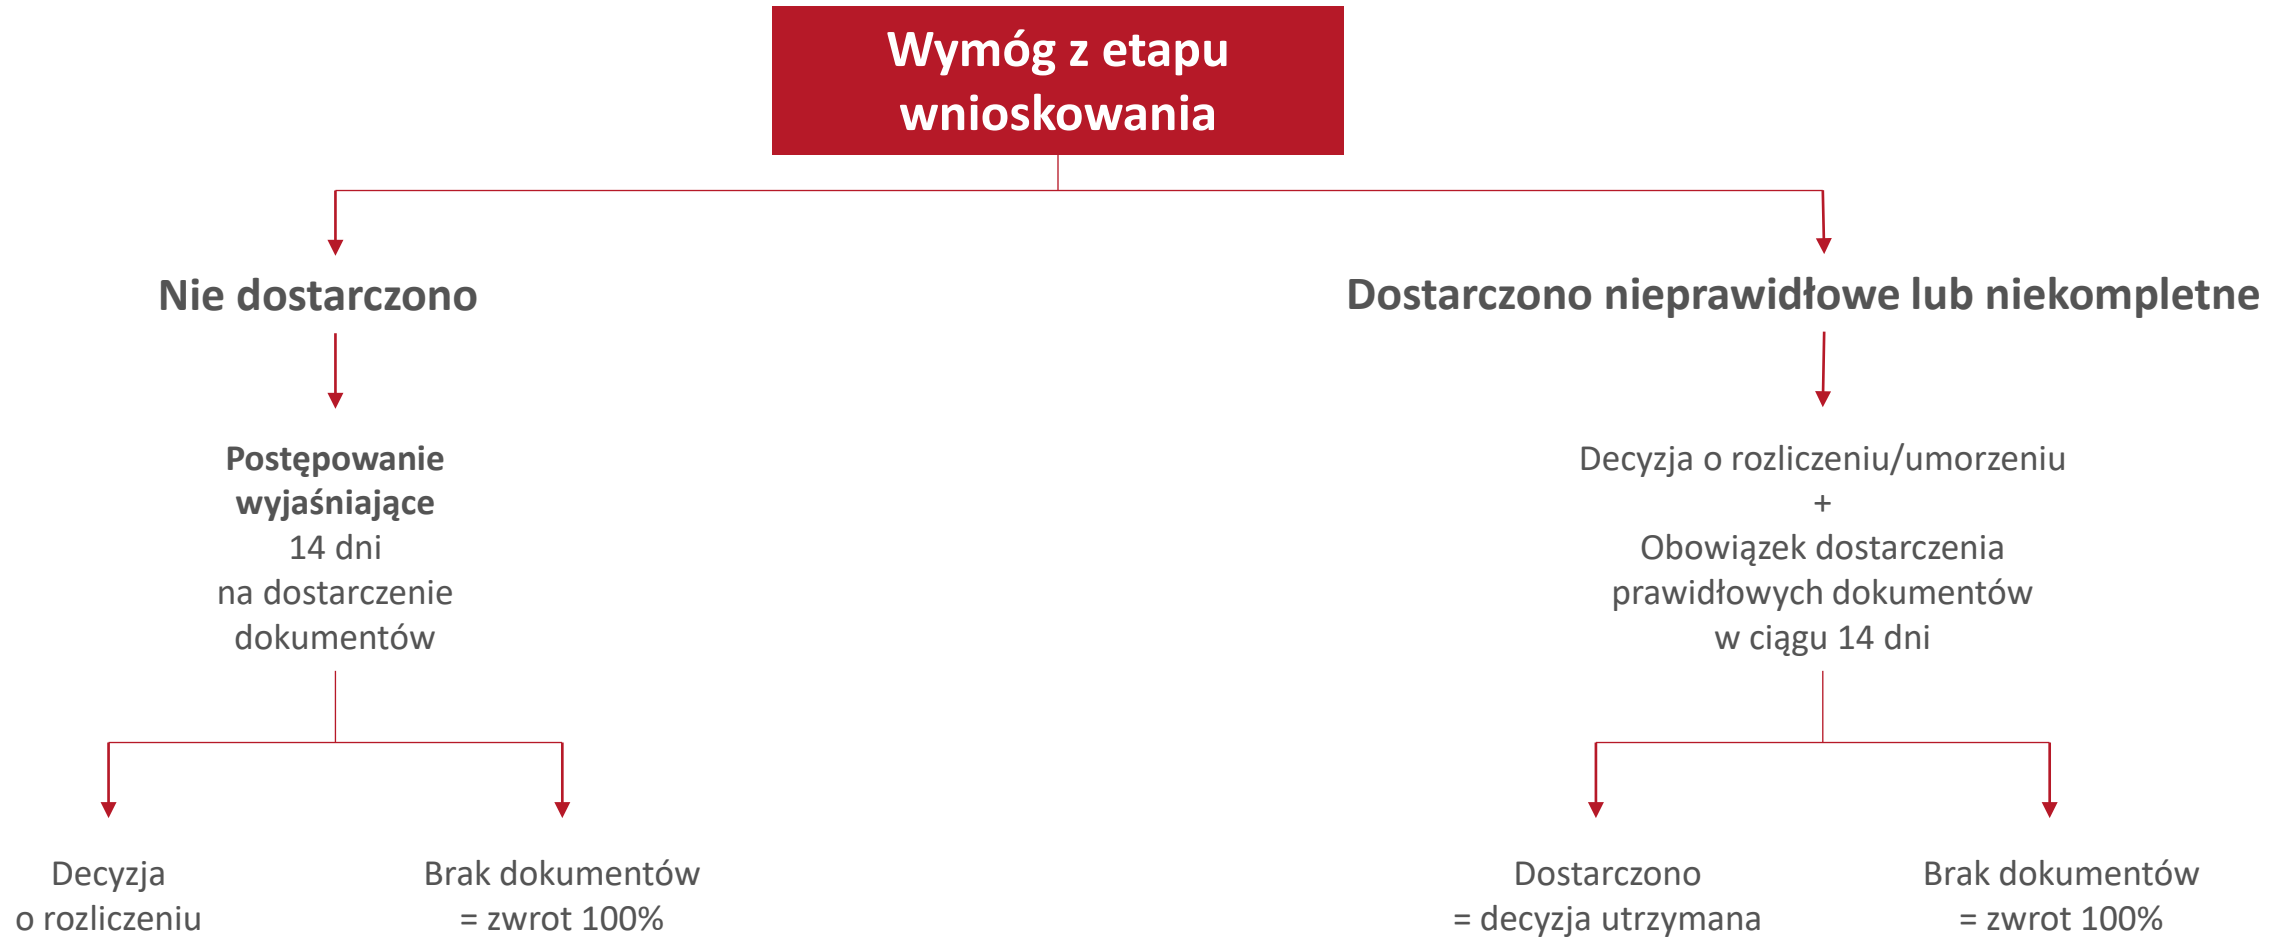 Wymóg z etapu
wnioskowania
Nie dostarczono
Dostarczono nieprawidłowe lub niekompletne
Postępowanie
wyjaśniające
14 dni
na dostarczenie
dokumentów
Decyzja o rozliczeniu/umorzeniu
+
Obowiązek dostarczenia
prawidłowych dokumentów
w ciągu 14 dni
Decyzja
o rozliczeniu
Brak dokumentów
= zwrot 100%
Dostarczono
= decyzja utrzymana
Brak dokumentów
= zwrot 100%